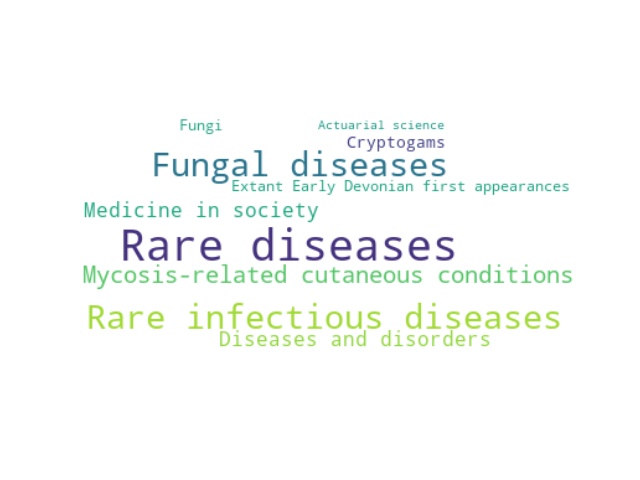 Fungi
Actuarial science
Cryptogams
Fungal diseases
Extant Early Devonian first appearances
Medicine in society
Rare diseases
Mycosis-related cutaneous conditions
Rare infectious diseases
Diseases and disorders